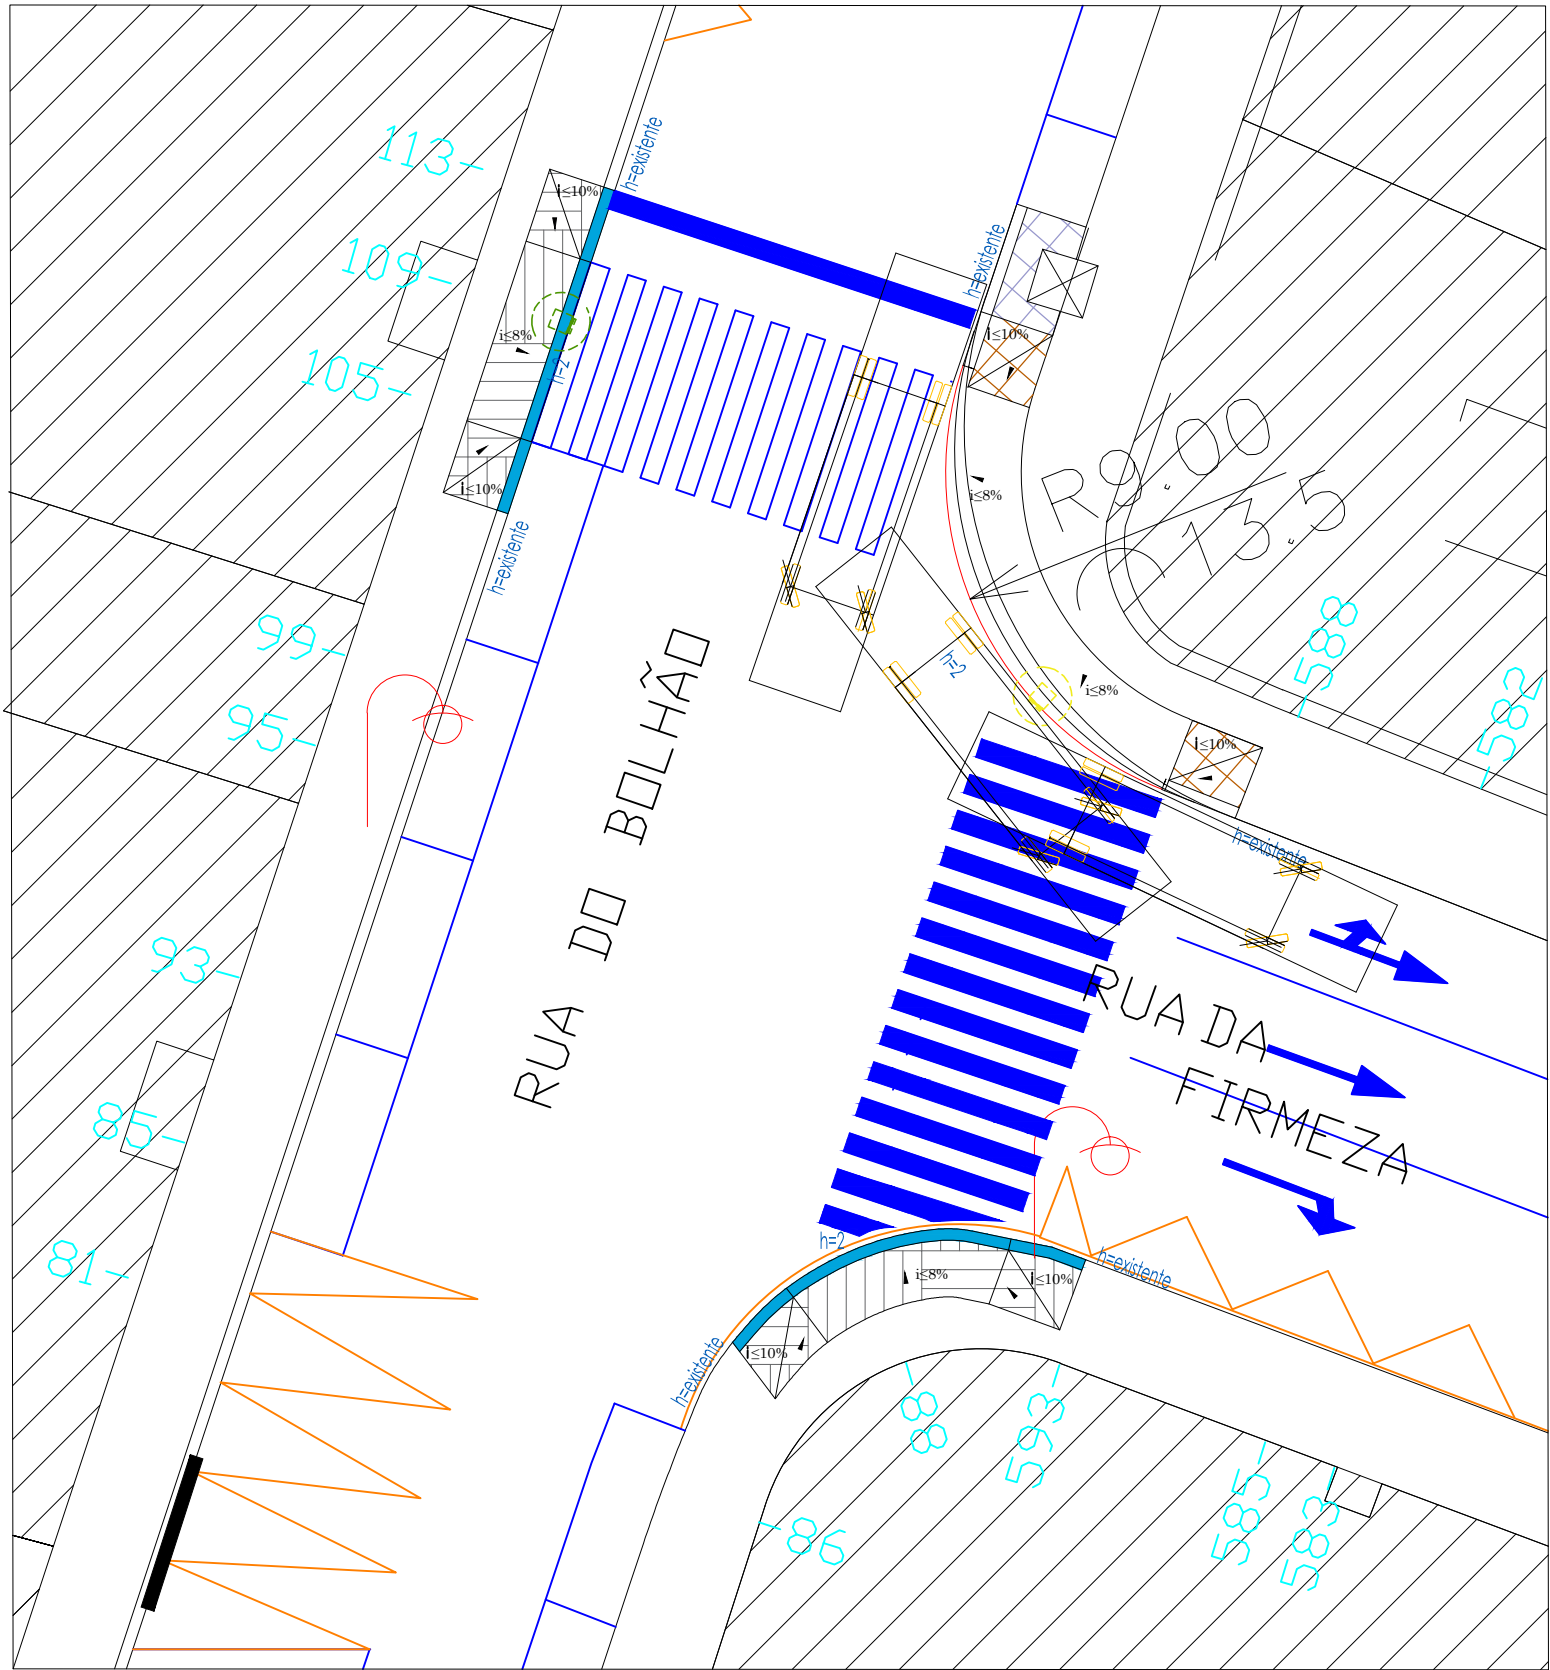 113-
h=existente
i≤10%
109-
h=existente
i≤8%
i≤10%
h=2
105-
R9.00
i≤10%
i≤8%
h=existente
99-
h=2
-588
95-
i≤8%
-582
i≤10%
RUA DO BOLHÃO
h=existente
93-
RUA DA
FIRMEZA
85-
h=2
81-
i≤8%
i≤10%
h=existente
i≤10%
h=existente
-88
593-
585-
583-
-86